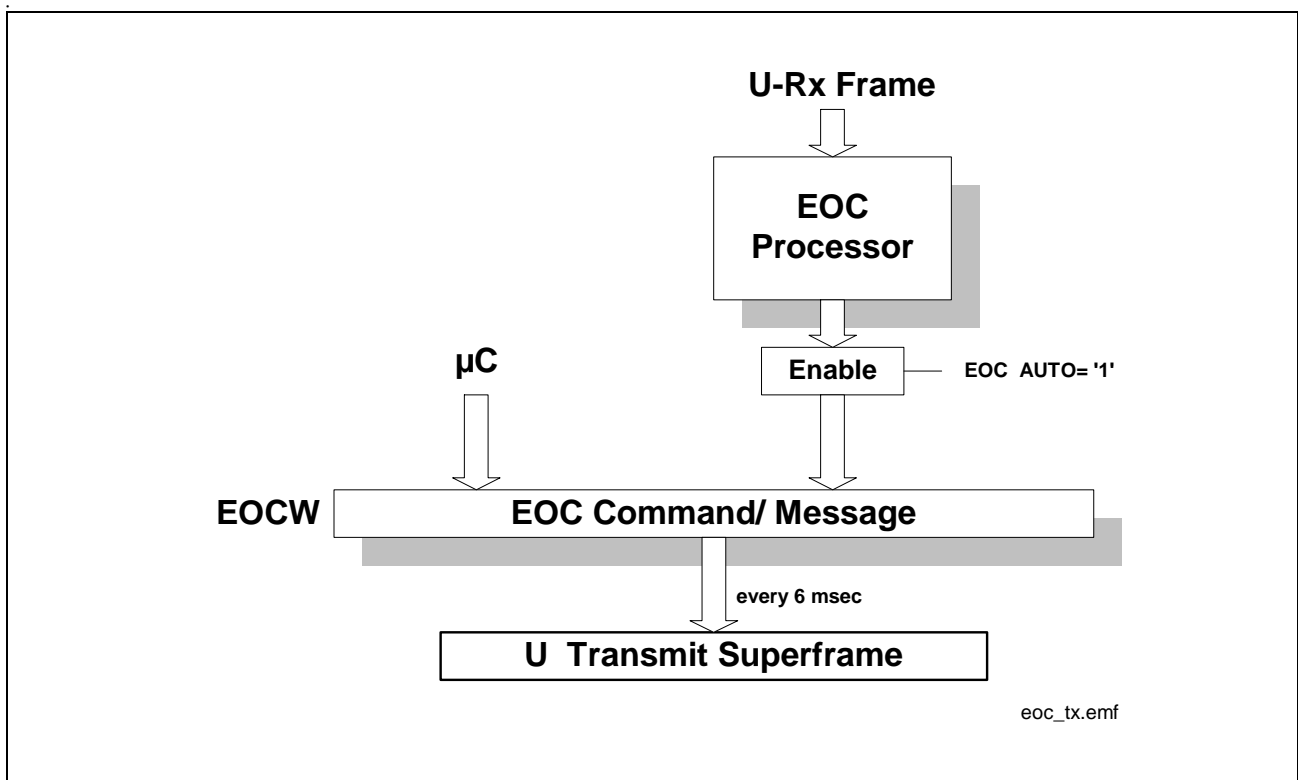 U-Rx Frame
EOC
Processor
µC
Enable
EOC AUTO= '1'
EOCW
EOC Command/ Message
every 6 msec
U Transmit Superframe
eoc_tx.emf